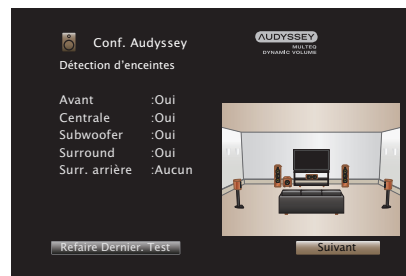 Conf. Audyssey
AUDYSSEY
MULTEQ
DYNAMIC VOLUME
Détection d'enceintes
Avant :Oui
Centrale :Oui
Subwoofer :Oui
Surround :Oui
Surr. arrière :Aucun
Refaire Dernier. Test
Suivant